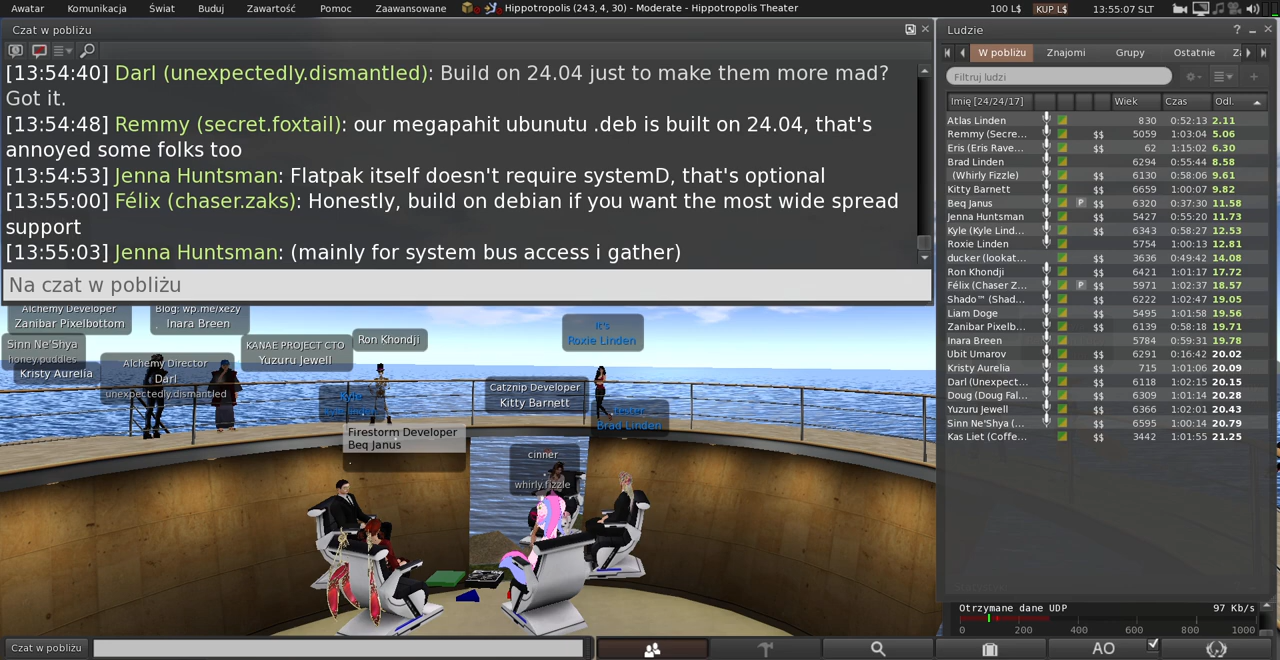 Awatar Komunikacja Świat Buduj Zawartość Pomoc Zaawansowane Hippotropolis (243, 4, 30) - Moderate - Hippotropolis Theater 100 L$ KUP L$ 13:55:07 SLT
Czat w pobliżu
[13:54:40] Darl (unexpectedly.dismantled): Build on 24.04 just to make them more mad?
Got it.
[13:54:48] Remmy (secret.foxtail): our megapahit ubunutu .deb is built on 24.04, that's
annoyed some folks too
[13:54:53] Jenna Huntsman: Flatpak itself doesn't require systemD, that's optional
[13:55:00] Félix (chaser.zaks): Honestly, build on debian if you want the most wide spread
support
[13:55:03] Jenna Huntsman: (mainly for system bus access i gather)
Na czat w pobliżu
Alchemy Developer
Zanibar Pixelbottom
Blog: wp.me/xezy
Inara Breen
Sinn Ne'Shya
honey.puddles
Kristy Aurelia
Alchemy Director
Darl
unexpectedly.dismantled
KANAE PROJECT CTO
Yuzuru Jewell
Ron Khondji
It's
Roxie Linden
Kyle
Catznip Developer
Kitty Barnett
Brad Linden
Firestorm Developer
Beq Janus
cinner
whirly.fizzle
Ludzie
W pobliżu Znajomi Grupy Ostatnie
Filtruj ludzi
Imię [24/24/17] Wiek Czas Odl.
Atlas Linden 830 0:52:13 2.11
Remmy (Secre... $$ 5059 1:03:04 5.06
Eris (Eris Rave... $$ 62 1:15:02 6.30
Brad Linden 6294 0:55:44 8.58
(Whirly Fizzle) $$ 6130 0:58:06 9.61
Kitty Barnett $$ 6659 1:00:07 9.82
Beq Janus P $$ 6320 0:37:30 11.58
Jenna Huntsman $$ 5427 0:55:20 11.73
Kyle (Kyle Lind... $$ 6343 0:58:27 12.53
Roxie Linden 5754 1:00:13 12.81
ducker (lookat... $$ 3636 0:49:42 14.08
Ron Khondji $$ 6421 1:01:17 17.72
Félix (Chaser Z... P $$ 5971 1:02:37 18.57
Shado™ (Shad... $$ 6222 1:02:47 19.05
Liam Doge $$ 5495 1:01:58 19.56
Zanibar Pixelb... $$ 6139 0:58:18 19.71
Inara Breen $$ 5784 0:59:31 19.78
Ubit Umarov $$ 6291 0:16:42 20.02
Kristy Aurelia $$ 715 1:01:06 20.09
Darl (Unexpect... $$ 6118 1:02:15 20.15
Doug (Doug Fal... $$ 6309 1:01:14 20.28
Yuzuru Jewell $$ 6366 1:02:01 20.43
Sinn Ne'Shya (... $$ 6595 1:00:14 20.79
Kas Liet (Coffe... $$ 3442 1:01:55 21.25
Otrzymane dane UDP 97 Kb/s
0 200 400 600 800 1000
Czat w pobliżu AO